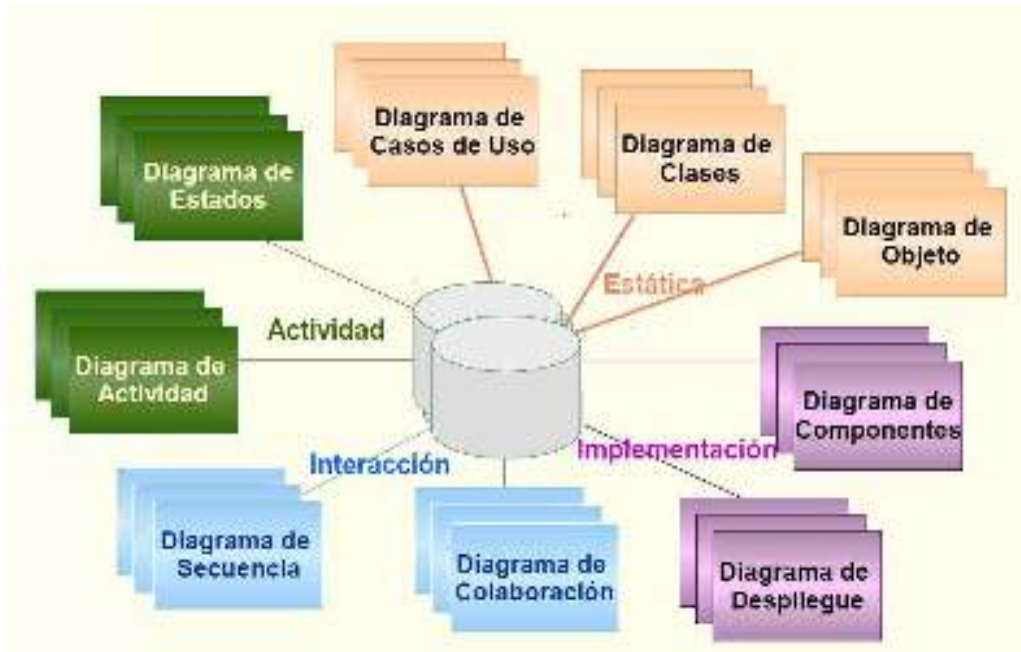 Diagrama de
Casos de Uso
Diagrama de
Clases
Diagrama de
Estados
Diagrama de
Objeto
Estática
Actividad
Diagrama de
Actividad
Diagrama de
Componentes
Interacción
Implementación
Diagrama de
Secuencia
Diagrama de
Colaboración
Diagrama de
Despliegue